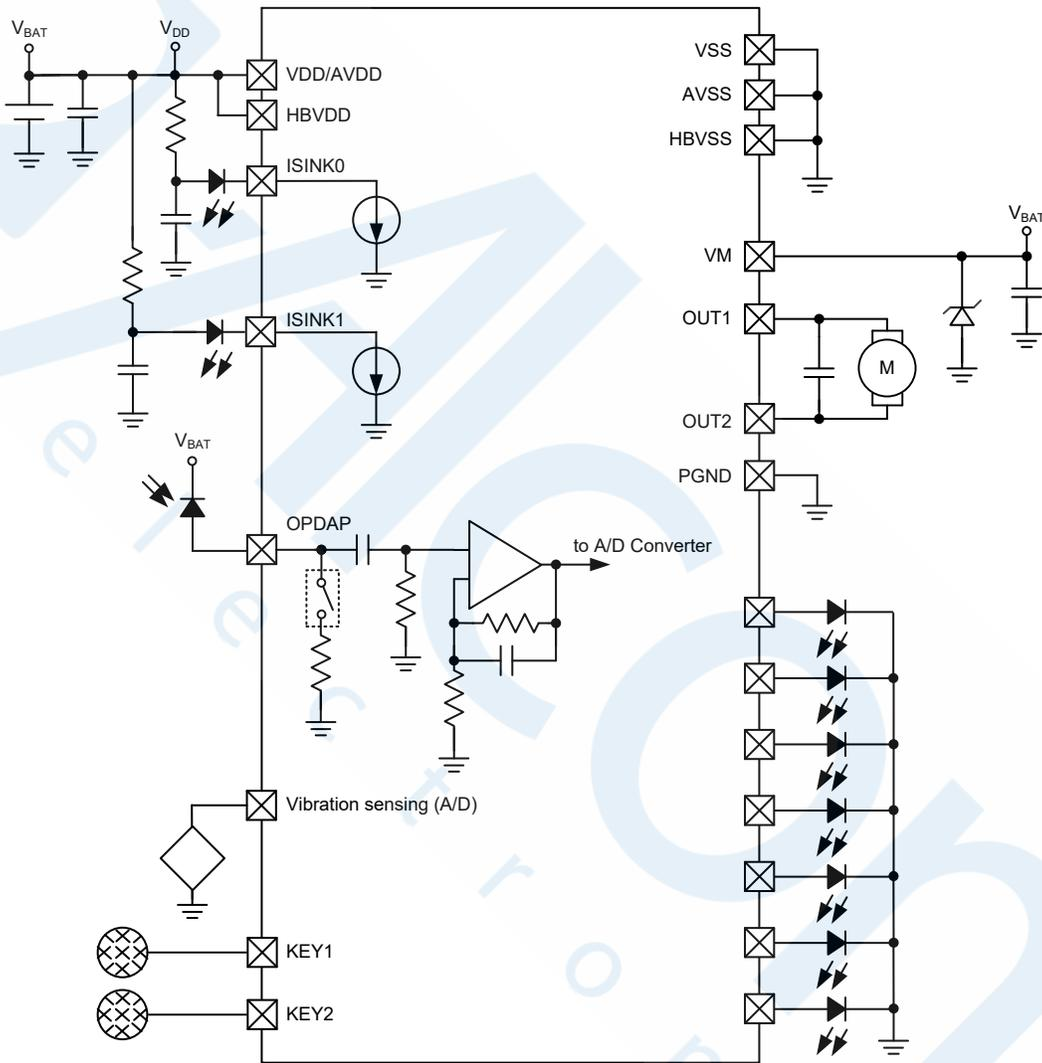 VBAT
VDD
VDD/AVDD
HBVDD
ISINK0
ISINK1
VBAT
OPDAP
to A/D Converter
Vibration sensing (A/D)
KEY1
KEY2
VSS
AVSS
HBVSS
VM
VBAT
OUT1
M
OUT2
PGND
e l e c t r o n